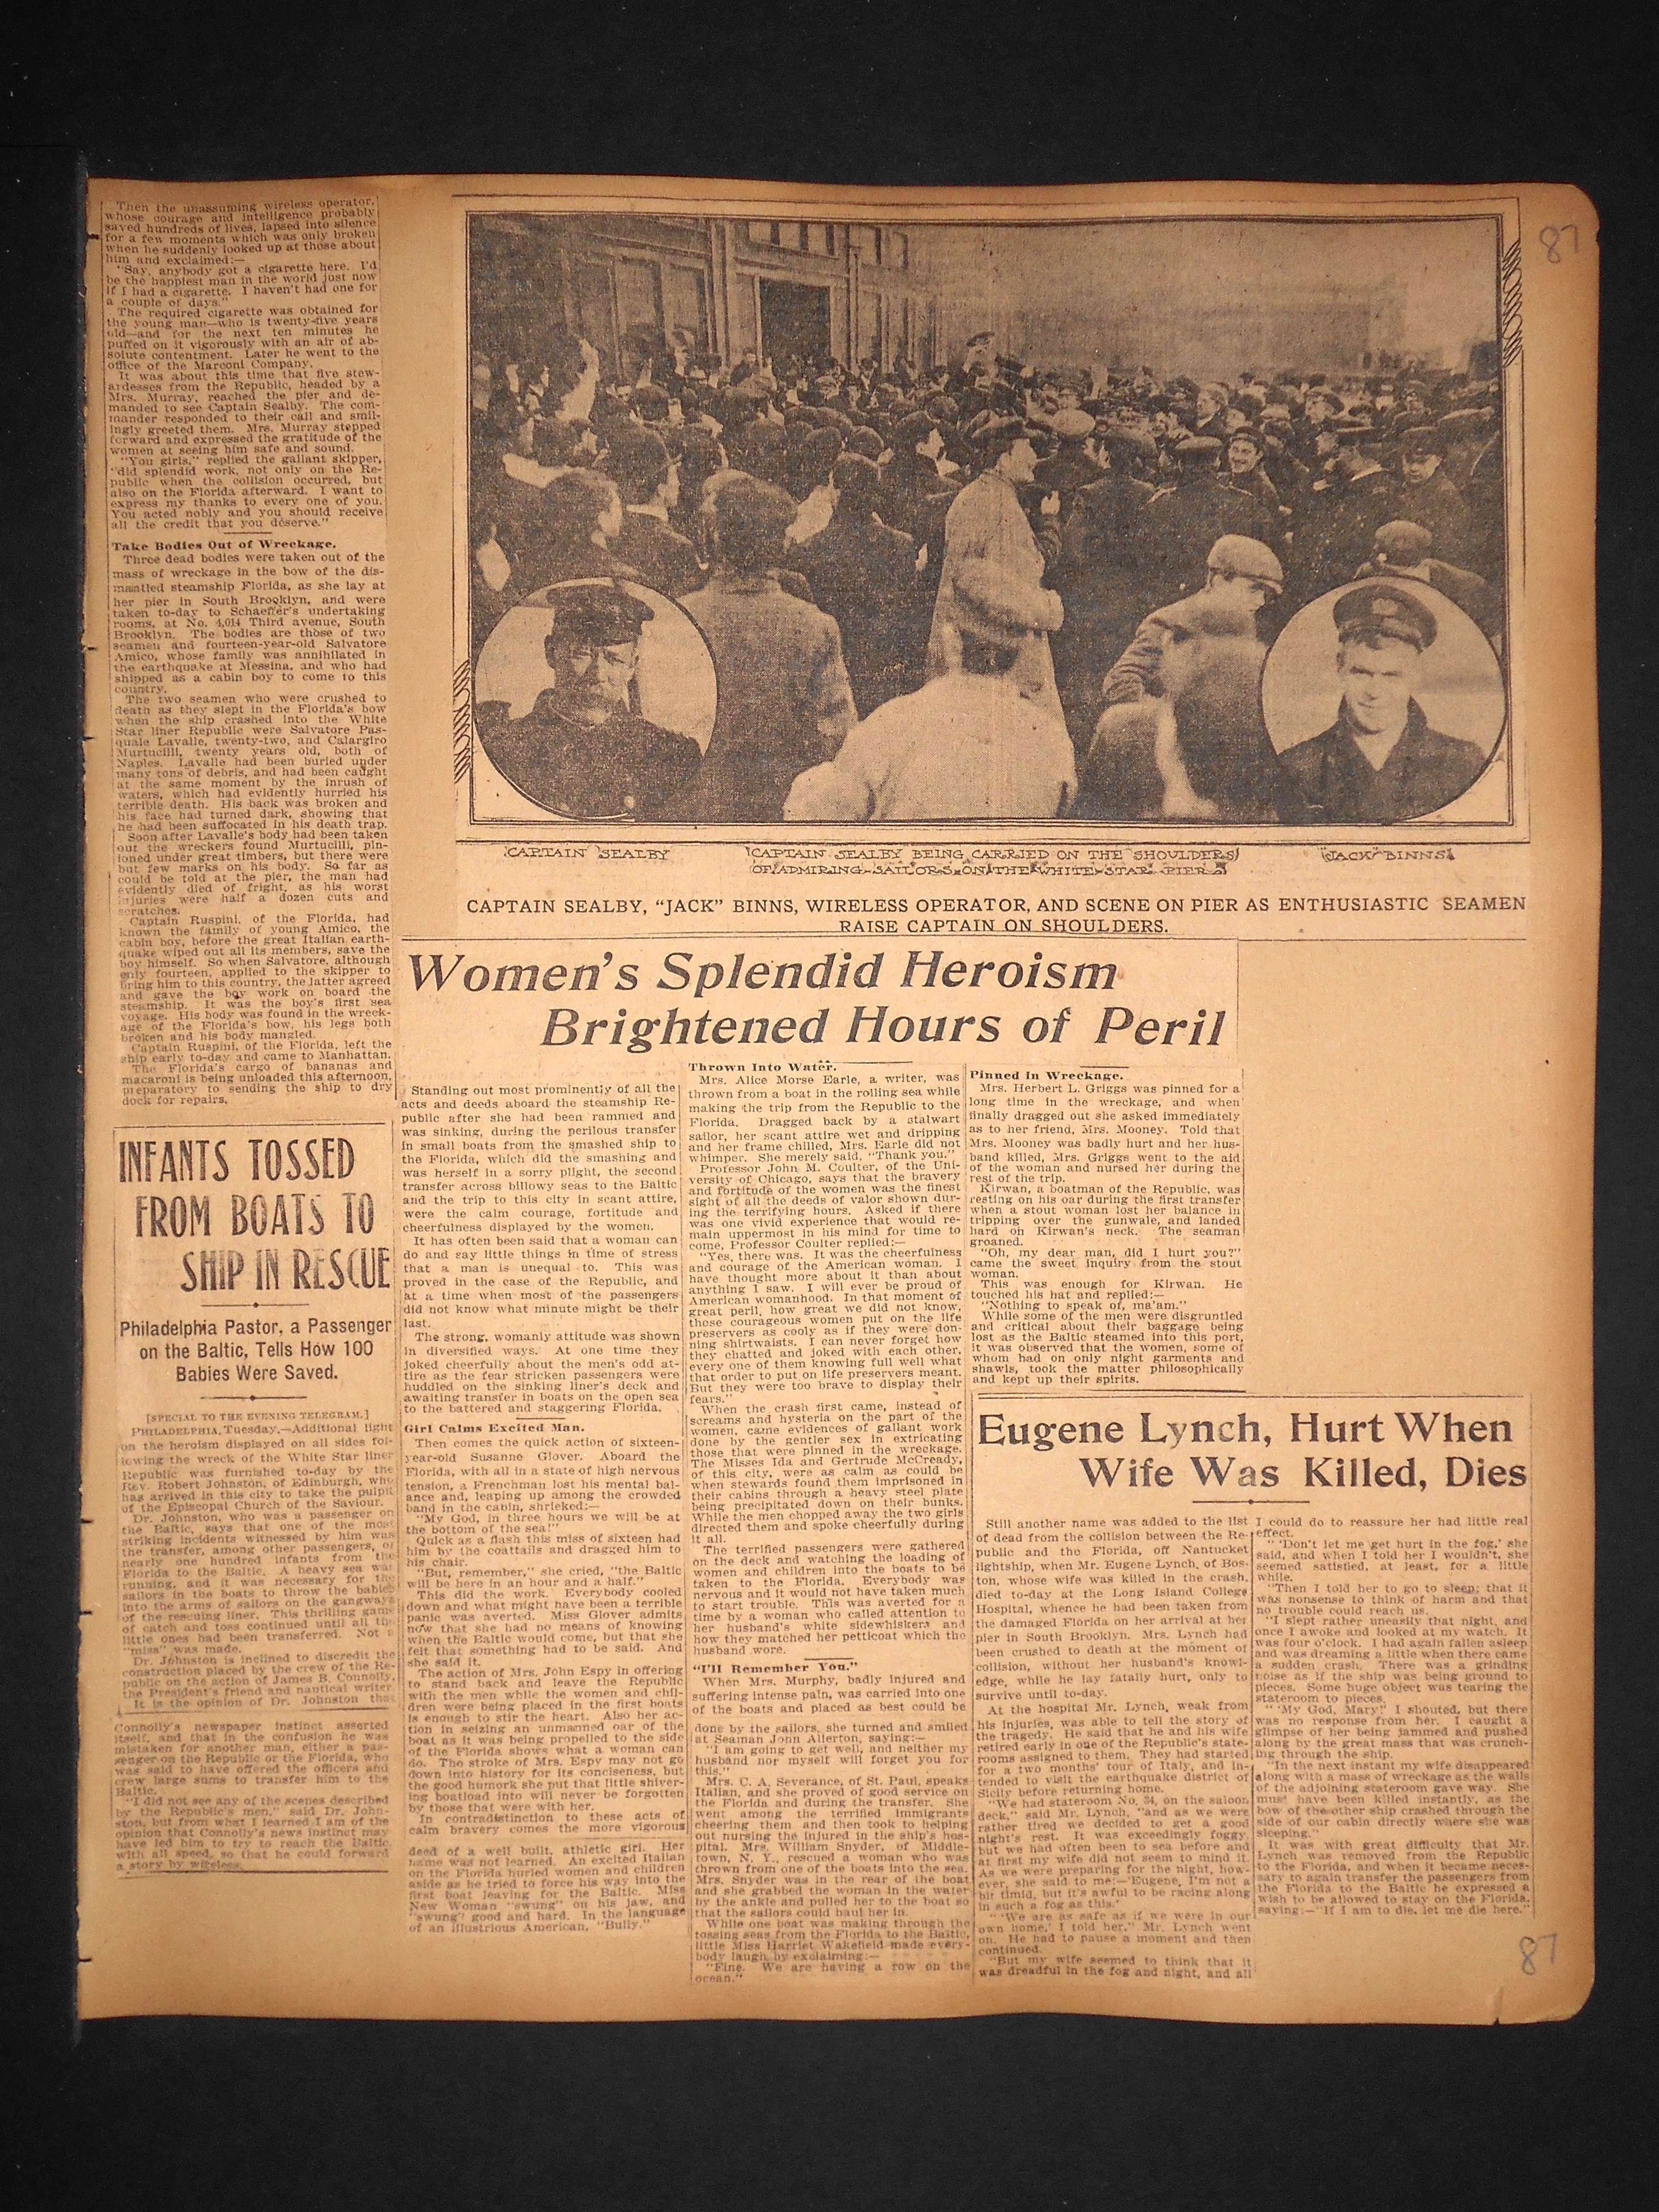 Then the unassuming wireless operator,
whose courage and intelligence probably
saved hundreds of lives, lapsed into silence
for a few moments which was only broken
when he suddenly looked up at those about
him and exclaimed:—
"Say, anybody got a cigarette here. I'd
be the happiest man in the world just now
if I had a cigarette. I haven't had one for
a couple of days."
The required cigarette was obtained for
the young man—who is twenty-five years
old—and for the next ten minutes he
puffed on it vigorously with an air of ab-
solute contentment. Later he went to the
office of the Marconi Company.
It was about this time that five stew-
ardesses from the Republic, headed by a
Mrs. Murray, reached the pier and de-
manded to see Captain Sealby. The com-
mander responded to their call and smil-
ingly greeted them. Mrs. Murray stepped
forward and expressed the gratitude of the
women at seeing him safe and sound.
"You girls," replied the gallant skipper,
"did splendid work, not only on the Re-
public when the collision occurred, but
also on the Florida afterward. I want to
express my thanks to every one of you.
You acted nobly and you should receive
all the credit that you deserve."
Take Bodies Out of Wreckage.
Three dead bodies were taken out of the
mass of wreckage in the bow of the dis-
mantled steamship Florida, as she lay at
her pier in South Brooklyn, and were
taken to-day to Schaeffer's undertaking
rooms, at No. 4,014 Third avenue, South
Brooklyn. The bodies are those of two
seamen and fourteen-year-old Salvatore
Amico, whose family was annihilated in
the earthquake at Messina, and who had
shipped as a cabin boy to come to this
country.
The two seamen who were crushed to
death as they slept in the Florida's bow
when the ship crashed into the White
Star liner Republic were Salvatore Pas-
quale Lavalle, twenty-two, and Calargiro
Murtucilli, twenty years old, both of
Naples. Lavalle had been buried under
many tons of debris, and had been caught
at the same moment by the inrush of
waters, which had evidently hurried his
terrible death. His back was broken and
his face had turned dark, showing that
he had been suffocated in his death trap.
Soon after Lavalle's body had been taken
out the wreckers found Murtucilli, pin-
ioned under great timbers, but there were
but few marks on his body. So far as
could be told at the pier, the man had
evidently died of fright, as his worst
injuries were half a dozen cuts and
scratches.
Captain Ruspini, of the Florida, had
known the family of young Amico, the
cabin boy, before the great Italian earth-
quake wiped out all its members, save the
boy himself. So when Salvatore, although
only fourteen, applied to the skipper to
bring him to this country, the latter agreed
and gave the boy work on board the
steamship. It was the boy's first sea
voyage. His body was found in the wreck-
age of the Florida's bow, his legs both
broken and his body mangled.
Captain Ruspini, of the Florida, left the
ship early to-day and came to Manhattan.
The Florida's cargo of bananas and
macaroni is being unloaded this afternoon,
preparatory to sending the ship to dry
dock for repairs.
INFANTS TOSSED
FROM BOATS TO
SHIP IN RESCUE
Philadelphia Pastor, a Passenger
on the Baltic, Tells How 100
Babies Were Saved.
[SPECIAL TO THE EVENING TELEGRAM.]
PHILADELPHIA, Tuesday.—Additional light
on the heroism displayed on all sides fol-
lowing the wreck of the White Star liner
Republic was furnished to-day by the
Rev. Robert Johnston, of Edinburgh, who
has arrived in this city to take the pulpit
of the Episcopal Church of the Saviour.
Dr. Johnston, who was a passenger on
the Baltic, says that one of the most
striking incidents witnessed by him was
the transfer, among other passengers, of
nearly one hundred infants from the
Florida to the Baltic. A heavy sea was
running, and it was necessary for the
sailors in the boats to throw the babies
into the arms of sailors on the gangways
of the rescuing liner. This thrilling game
of catch and toss continued until all the
little ones had been transferred. Not a
"miss" was made.
Dr. Johnston is inclined to discredit the
construction placed by the crew of the Re-
public on the action of James B. Connolly,
the President's friend and nautical writer.
It is the opinion of Dr. Johnston that
Connolly's newspaper instinct asserted
itself, and that in the confusion he was
mistaken for another man, either a pas-
senger on the Republic or the Florida, who
was said to have offered the officers and
crew large sums to transfer him to the
Baltic.
"I did not see any of the scenes described
by the Republic's men," said Dr. John-
ston, but from what I learned I am of the
opinion that Connolly's news instinct may
have led him to try to reach the Baltic
with all speed, so that he could forward
a story by wireless.
87
CAPTAIN SEALBY
CAPTAIN SEALBY BEING CARRIED ON THE SHOULDERS
OF ADMIRING SAILORS ON THE WHITE STAR PIER
"JACK" BINNS
CAPTAIN SEALBY, "JACK" BINNS, WIRELESS OPERATOR, AND SCENE ON PIER AS ENTHUSIASTIC SEAMEN
RAISE CAPTAIN ON SHOULDERS.
Women's Splendid Heroism
Brightened Hours of Peril
Standing out most prominently of all the
acts and deeds aboard the steamship Re-
public after she had been rammed and
was sinking, during the perilous transfer
in small boats from the smashed ship to
the Florida, which did the smashing and
was herself in a sorry plight, the second
transfer across billowy seas to the Baltic
and the trip to this city in scant attire,
were the calm courage, fortitude and
cheerfulness displayed by the women.
It has often been said that a woman can
do and say little things in time of stress
that a man is unequal to. This was
proved in the case of the Republic, and
at a time when most of the passengers
did not know what minute might be their
last.
The strong, womanly attitude was shown
in diversified ways. At one time they
joked cheerfully about the men's odd at-
tire as the fear stricken passengers were
huddled on the sinking liner's deck and
awaiting transfer in boats on the open sea
to the battered and staggering Florida.
Girl Calms Excited Man.
Then comes the quick action of sixteen-
year-old Susanne Glover. Aboard the
Florida, with all in a state of high nervous
tension, a Frenchman lost his mental bal-
ance and, leaping up among the crowded
band in the cabin, shrieked:—
"My God, in three hours we will be at
the bottom of the sea!"
Quick as a flash this miss of sixteen had
him by the coattails and dragged him to
his chair.
"But, remember," she cried, "the Baltic
will be here in an hour and a half."
This did the work. Everybody cooled
down and what might have been a terrible
panic was averted. Miss Glover admits
now that she had no means of knowing
when the Baltic would come, but that she
felt that something had to be said. And
she said it.
The action of Mrs. John Espy in offering
to stand back and leave the Republic
with the men while the women and chil-
dren were being placed in the first boats
is enough to stir the heart. Also her ac-
tion in seizing an unmanned oar of the
boat as it was being propelled to the side
of the Florida shows what a woman can
do. The stroke of Mrs. Espy may not go
down into history for its conciseness, but
the good humork she put that little shiver-
ing boatload into will never be forgotten
by those that were with her.
In contradistinction to these acts of
calm bravery comes the more vigorous
deed of a well built, athletic girl. Her
name was not learned. An excited Italian
on the Florida hurled women and children
aside as he tried to force his way into the
first boat leaving for the Baltic. Miss
New Woman "swung" on his jaw, and
"swung" good and hard. In the language
of an illustrious American, "Bully."
Thrown Into Water.
Mrs. Alice Morse Earle, a writer, was
thrown from a boat in the rolling sea while
making the trip from the Republic to the
Florida. Dragged back by a stalwart
sailor, her scant attire wet and dripping
and her frame chilled, Mrs. Earle did not
whimper. She merely said, "Thank you."
Professor John M. Coulter, of the Uni-
versity of Chicago, says that the bravery
and fortitude of the women was the finest
sight of all the deeds of valor shown dur-
ing the terrifying hours. Asked if there
was one vivid experience that would re-
main uppermost in his mind for time to
come, Professor Coulter replied:—
"Yes, there was. It was the cheerfulness
and courage of the American woman. I
have thought more about it than about
anything I saw. I will ever be proud of
American womanhood. In that moment of
great peril, how great we did not know,
those courageous women put on the life
preservers as cooly as if they were don-
ning shirtwaists. I can never forget how
they chatted and joked with each other,
every one of them knowing full well what
that order to put on life preservers meant.
But they were too brave to display their
fears."
When the crash first came, instead of
screams and hysteria on the part of the
women, came evidences of gallant work
done by the gentler sex in extricating
those that were pinned in the wreckage.
The Misses Ida and Gertrude McCready,
of this city, were as calm as could be
when stewards found them imprisoned in
their cabins through a heavy steel plate
being precipitated down on their bunks.
While the men chopped away the two girls
directed them and spoke cheerfully during
it all.
The terrified passengers were gathered
on the deck and watching the loading of
women and children into the boats to be
taken to the Florida. Everybody was
nervous and it would not have taken much
to start trouble. This was averted for a
time by a woman who called attention to
her husband's white sidewhiskers and
how they matched her petticoat which the
husband wore.
"I'll Remember You."
When Mrs. Murphy, badly injured and
suffering intense pain, was carried into one
of the boats and placed as best could be
done by the sailors, she turned and smiled
at Seaman John Allerton, saying:—
"I am going to get well, and neither my
husband nor myself will forget you for
this."
Mrs. C. A. Severance, of St. Paul, speaks
Italian, and she proved of good service on
the Florida and during the transfer. She
went among the terrified immigrants
cheering them and then took to helping
out nursing the injured in the ship's hos-
pital. Mrs. William Snyder, of Middle-
town, N. Y., rescued a woman who was
thrown from one of the boats into the sea.
Mrs. Snyder was in the rear of the boat
and she grabbed the woman in the water
by the ankle and pulled her to the boat so
that the sailors could haul her in.
While one boat was making through the
tossing seas from the Florida to the Baltic,
little Miss Harriet Wakefield made every-
body laugh by exclaiming:—
"Fine. We are having a row on the
ocean."
Pinned In Wreckage.
Mrs. Herbert L. Griggs was pinned for a
long time in the wreckage, and when
finally dragged out she asked immediately
as to her friend, Mrs. Mooney. Told that
Mrs. Mooney was badly hurt and her hus-
band killed, Mrs. Griggs went to the aid
of the woman and nursed her during the
rest of the trip.
Kirwan, a boatman of the Republic, was
resting on his oar during the first transfer
when a stout woman lost her balance in
tripping over the gunwale, and landed
hard on Kirwan's neck. The seaman
groaned.
"Oh, my dear man, did I hurt you?"
came the sweet inquiry from the stout
woman.
This was enough for Kirwan. He
touched his hat and replied:—
"Nothing to speak of, ma'am."
While some of the men were disgruntled
and critical about their baggage being
lost as the Baltic steamed into this port,
it was observed that the women, some of
whom had on only night garments and
shawls, took the matter philosophically
and kept up their spirits.
Eugene Lynch, Hurt When
Wife Was Killed, Dies
Still another name was added to the list
of dead from the collision between the Re-
public and the Florida, off Nantucket
lightship, when Mr. Eugene Lynch, of Bos-
ton, whose wife was killed in the crash,
died to-day at the Long Island College
Hospital, whence he had been taken from
the damaged Florida on her arrival at her
pier in South Brooklyn. Mrs. Lynch had
been crushed to death at the moment of
collision, without her husband's knowl-
edge, while he lay fatally hurt, only to
survive until to-day.
At the hospital Mr. Lynch, weak from
his injuries, was able to tell the story of
the tragedy. He said that he and his wife
retired early in one of the Republic's state-
rooms assigned to them. They had started
for a two months' tour of Italy, and in-
tended to visit the earthquake district of
Sicily before returning home.
"We had stateroom No. 34, on the saloon
deck," said Mr. Lynch, "and as we were
rather tired we decided to get a good
night's rest. It was exceedingly foggy,
but we had often been to sea before and
at first my wife did not seem to mind it.
As we were preparing for the night, how-
ever, she said to me:—'Eugene, I'm not a
bit timid, but it's awful to be racing along
in such a fog as this.'
"'We are as safe as if we were in our
own home,' I told her." Mr. Lynch went
on. He had to pause a moment and then
continued.
"But my wife seemed to think that it
was dreadful in the fog and night, and all
I could do to reassure her had little real
effect.
"'Don't let me get hurt in the fog,' she
said, and when I told her I wouldn't, she
seemed satisfied, at least, for a little
while.
"Then I told her to go to sleep; that it
was nonsense to think of harm and that
no trouble could reach us.
"I slept rather uneasily that night, and
once I awoke and looked at my watch. It
was four o'clock. I had again fallen asleep
and was dreaming a little when there came
a sudden crash. There was a grinding
noise as if the ship was being ground to
pieces. Some huge object was tearing the
stateroom to pieces.
"'My God, Mary!' I shouted, but there
was no response from her. I caught a
glimpse of her being jammed and pushed
along by the great mass that was crunch-
ing through the ship.
"In the next instant my wife disappeared
along with a mass of wreckage as the walls
of the adjoining stateroom gave way. She
must have been killed instantly, as the
bow of the other ship crashed through the
side of our cabin directly where she was
sleeping."
It was with great difficulty that Mr.
Lynch was removed from the Republic
to the Florida, and when it became neces-
sary to again transfer the passengers from
the Florida to the Baltic he expressed a
wish to be allowed to stay on the Florida,
saying:—"If I am to die, let me die here."
87